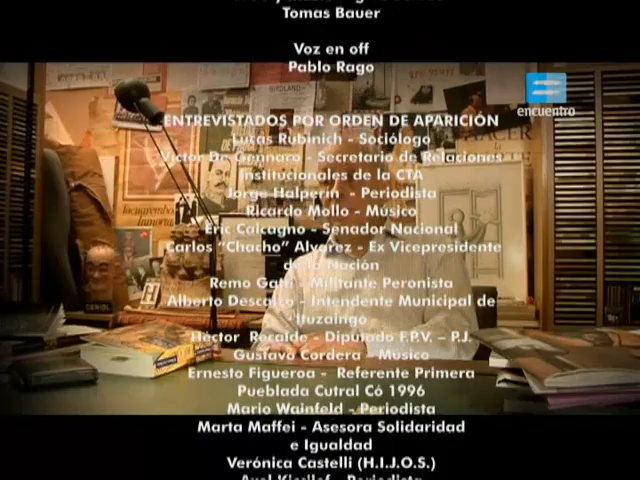 Tomas Bauer
Voz en off
Pablo Rago
encuentro
ENTREVISTADOS POR ORDEN DE APARICIÓN
Lucas Rubinich - Sociólogo
Víctor De Gennaro - Secretario de Relaciones
Institucionales de la CTA
Jorge Halperín - Periodista
Ricardo Mollo - Músico
Eric Calcagno - Senador Nacional
Carlos "Chacho" Alvarez - Ex Vicepresidente
de la Nación
Remo Gatti - Militante Peronista
Alberto Descalzo - Intendente Municipal de
Ituzaingó
Héctor Recalde - Diputado F.P.V. – P.J.
Gustavo Cordera - Musico
Ernesto Figueroa - Referente Primera
Pueblada Cutral Có 1996
Mario Wainfeld - Periodista
Marta Maffei - Asesora Solidaridad
e Igualdad
Verónica Castelli (H.I.J.O.S.)